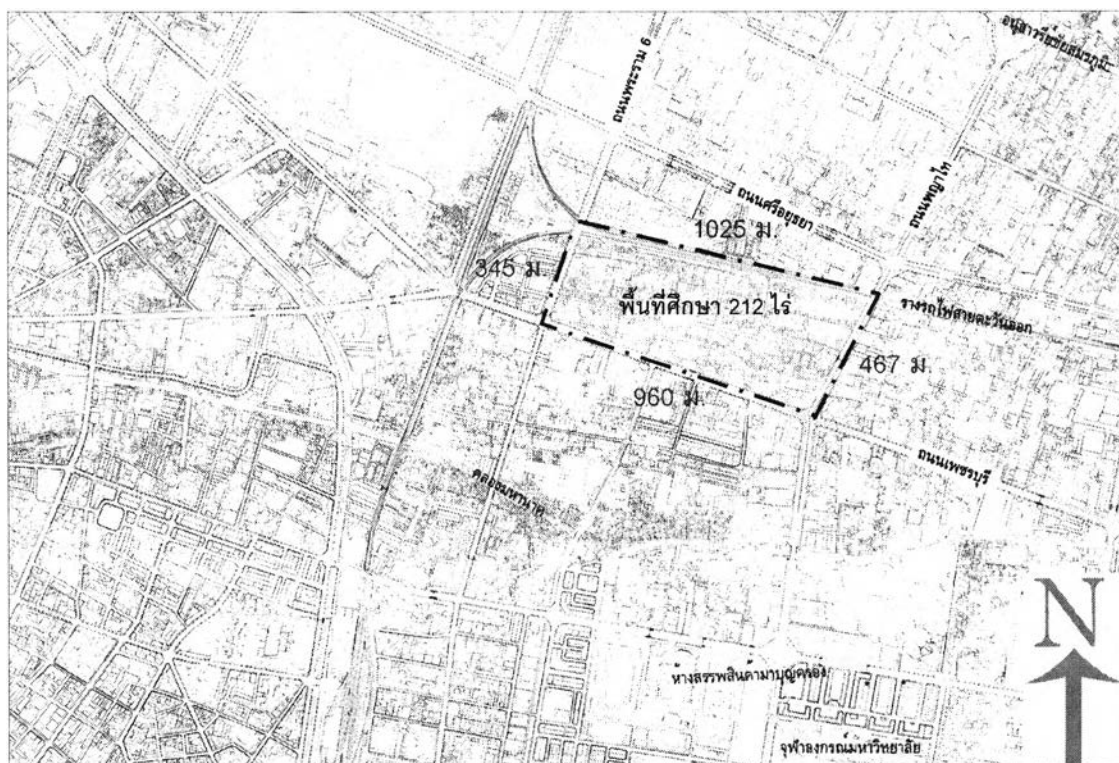 อนุสาวรีย์ชัยสมรภูมิ
ถนนพระราม 6
ถนนพญาไท
ถนนศรีอยุธยา
1025 ม.
345 ม.
พื้นที่ศึกษา 212 ไร่
รางรถไฟสายตะวันออก
467 ม.
960 ม.
ถนนเพชรบุรี
คลองมหานาค
N
ห้างสรรพสินค้ามาบุญครอง
จุฬาลงกรณ์มหาวิทยาลัย